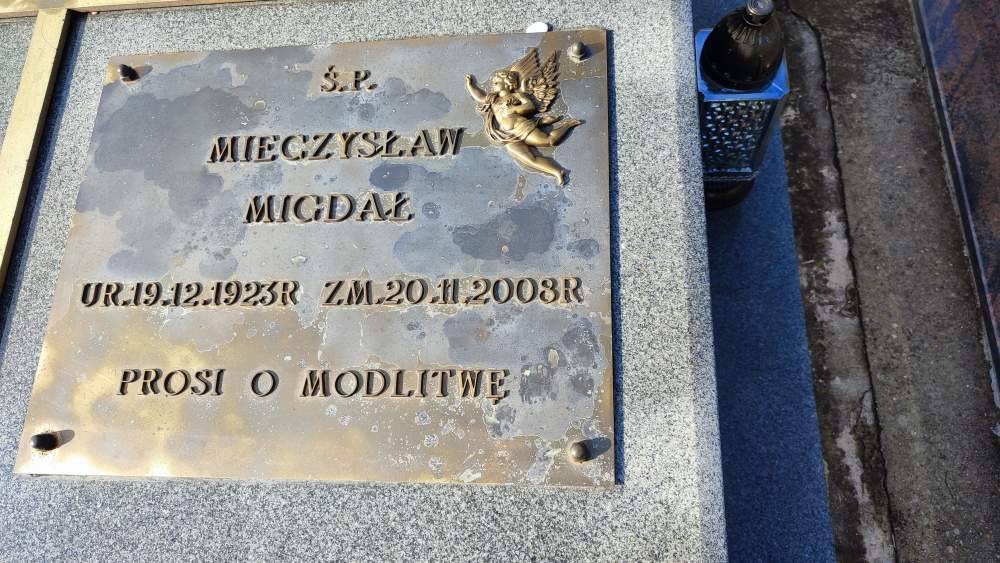 Ś.P.
MIECZYSŁAW
MIGDAŁ
UR.19.12.1923R ZM.20.11.2008R
PROSI O MODLITWĘ